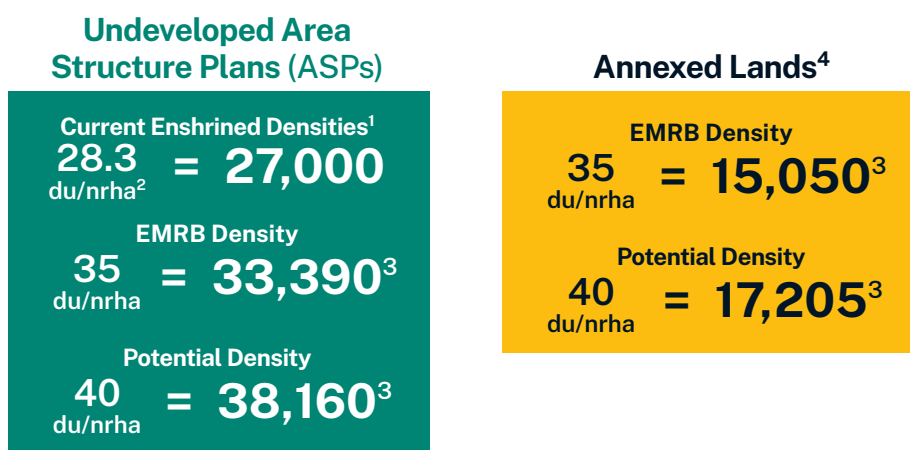 Undeveloped Area
Structure Plans (ASPs)
Current Enshrined Densities¹
28.3 = 27,000
du/nrha²
EMRB Density
35 = 33,390³
du/nrha
Potential Density
40 = 38,160³
du/nrha
Annexed Lands⁴
EMRB Density
35 = 15,050³
du/nrha
Potential Density
40 = 17,205³
du/nrha